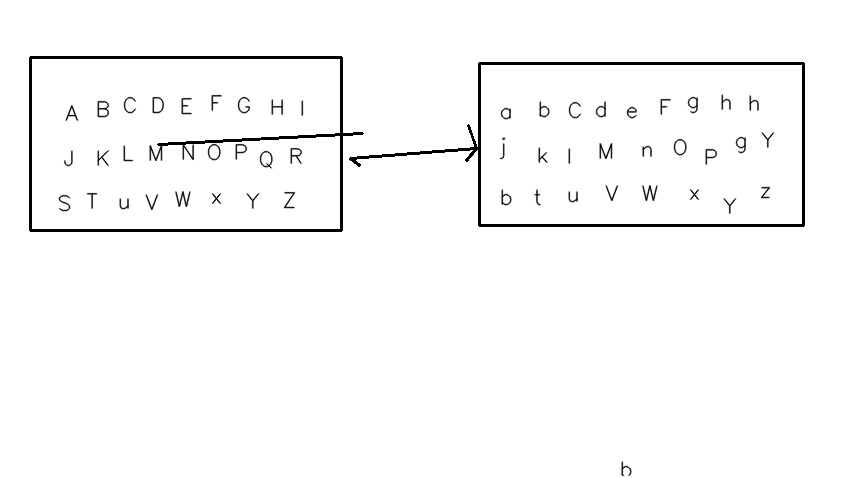 A B C D E F G H I
J K L M N O P Q R
S T u V W x Y Z
a b C d e F g h h
j k l M n O P g Y
b t u V W x Y z
b